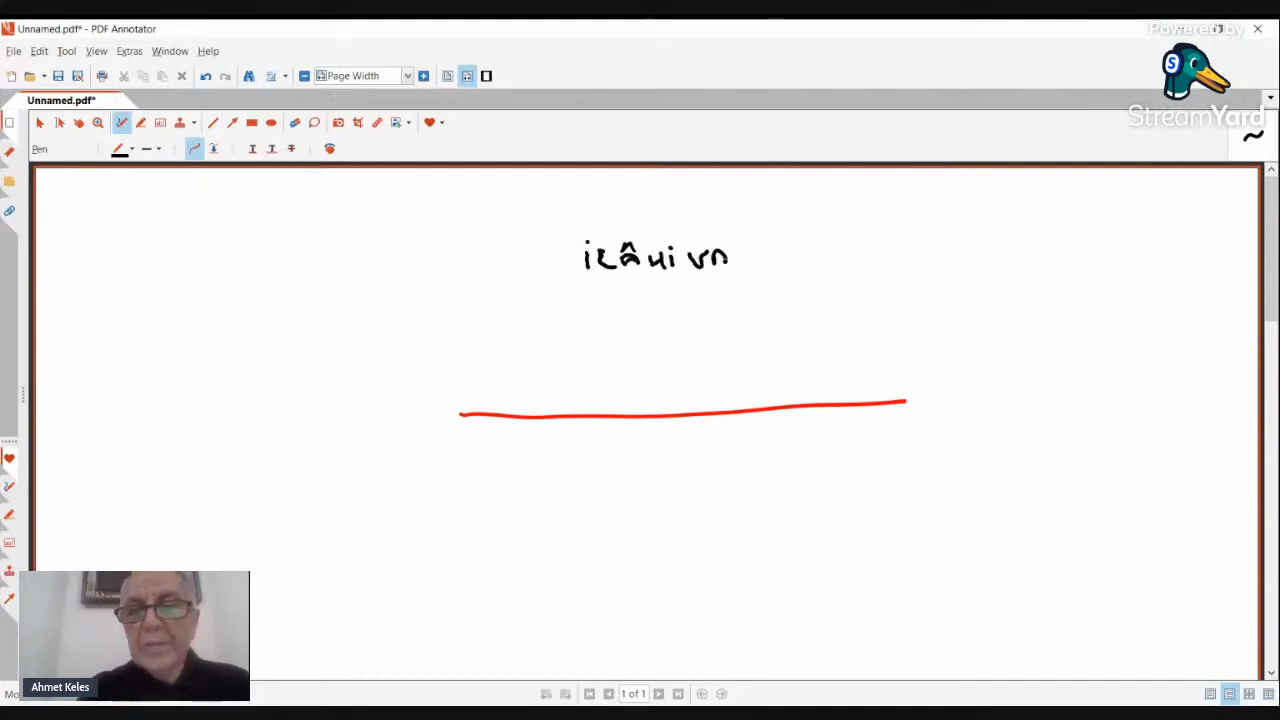 Unnamed.pdf* - PDF Annotator
Powered by
File Edit Tool View Extras Window Help
Page Width
Unnamed.pdf*
StreamYard
Pen
Ahmet Keles
1 of 1